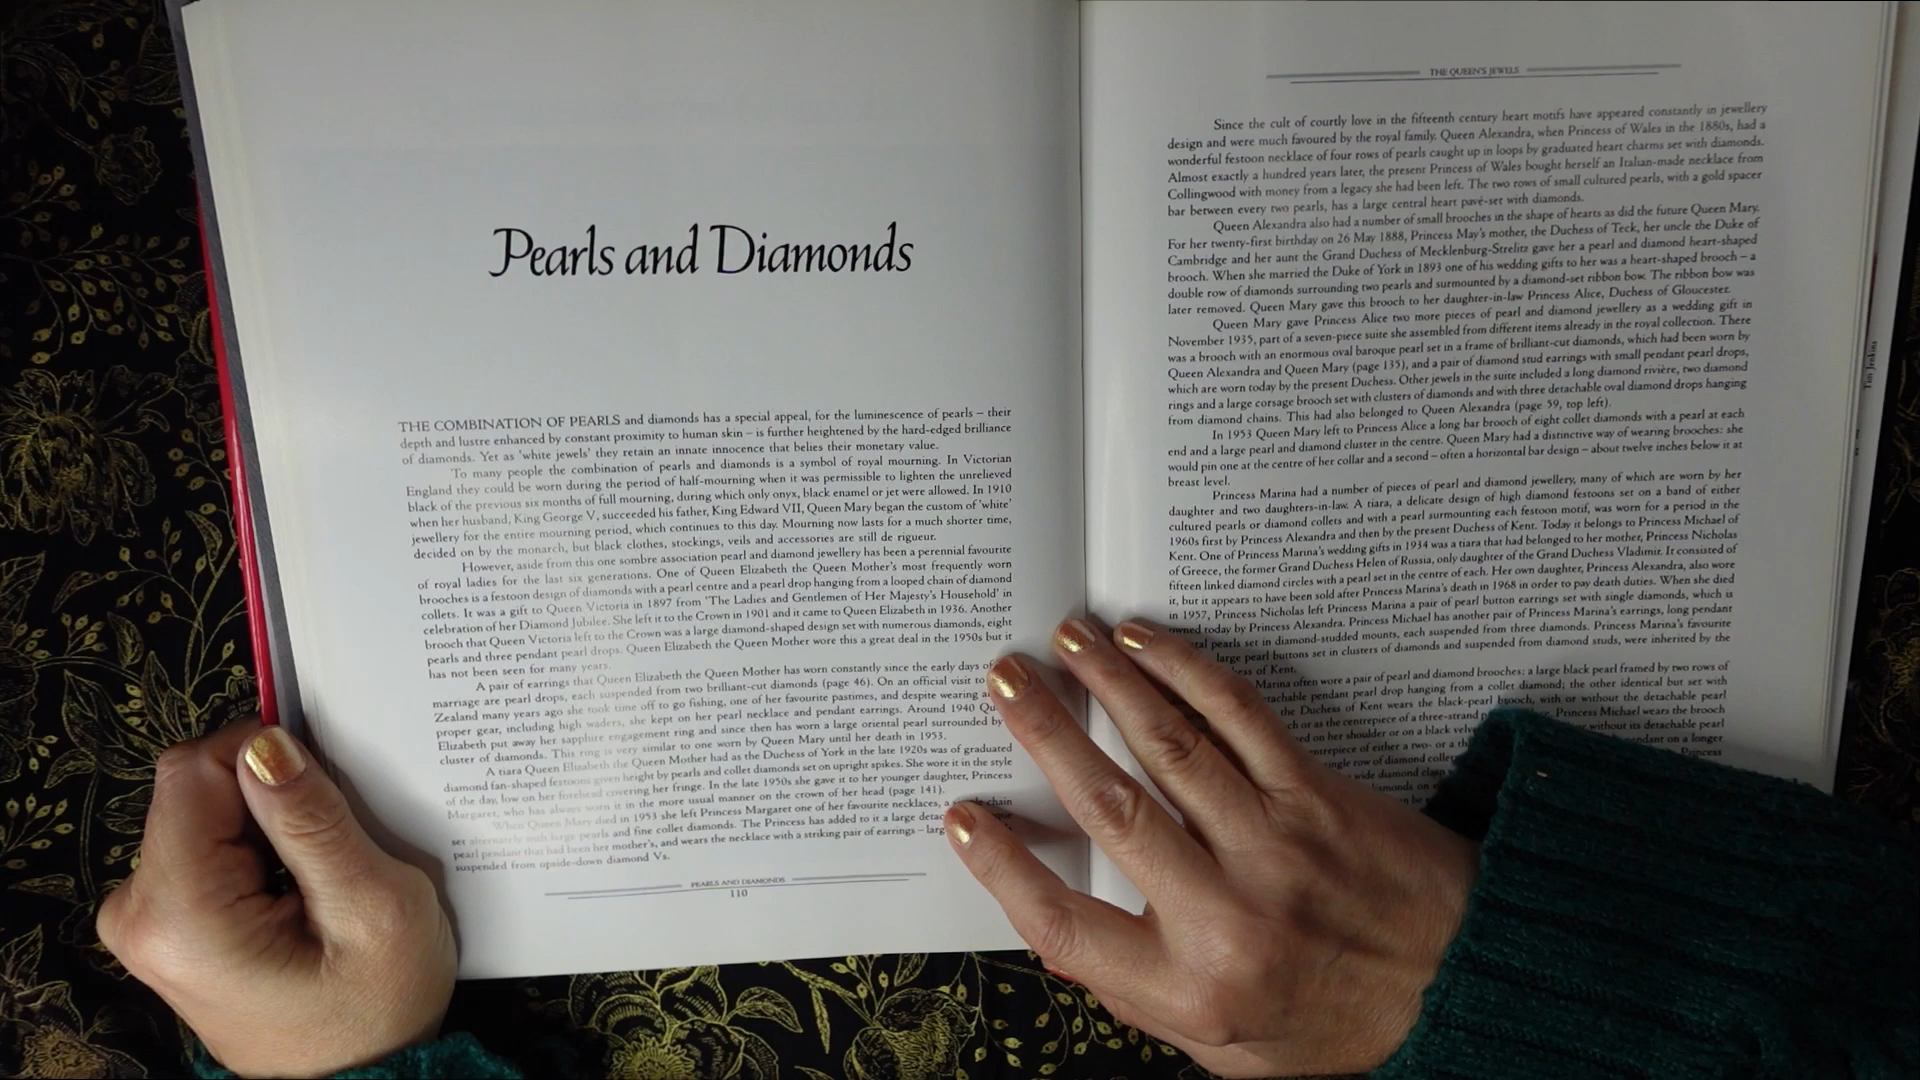 Pearls and Diamonds
THE COMBINATION OF PEARLS and diamonds has a special appeal, for the luminescence of pearls – their
depth and lustre enhanced by constant proximity to human skin – is further heightened by the hard-edged brilliance
of diamonds. Yet as 'white jewels' they retain an innate innocence that belies their monetary value.
To many people the combination of pearls and diamonds is a symbol of royal mourning. In Victorian
England they could be worn during the period of half-mourning when it was permissible to lighten the unrelieved
black of the previous six months of full mourning, during which only onyx, black enamel or jet were allowed. In 1910
when her husband, King George V, succeeded his father, King Edward VII, Queen Mary began the custom of 'white'
jewellery for the entire mourning period, which continues to this day. Mourning now lasts for a much shorter time,
decided on by the monarch, but black clothes, stockings, veils and accessories are still de rigueur.
However, aside from this one sombre association pearl and diamond jewellery has been a perennial favourite
of royal ladies for the last six generations. One of Queen Elizabeth the Queen Mother's most frequently worn
brooches is a festoon design of diamonds with a pearl centre and a pearl drop hanging from a looped chain of diamond
collets. It was a gift to Queen Victoria in 1897 from 'The Ladies and Gentlemen of Her Majesty's Household' in
celebration of her Diamond Jubilee. She left it to the Crown in 1901 and it came to Queen Elizabeth in 1936. Another
brooch that Queen Victoria left to the Crown was a large diamond-shaped design set with numerous diamonds, eight
pearls and three pendant pearl drops. Queen Elizabeth the Queen Mother wore this a great deal in the 1950s but it
has not been seen for many years.
A pair of earrings that Queen Elizabeth the Queen Mother has worn constantly since the early days of
marriage are pearl drops, each suspended from two brilliant-cut diamonds (page 46). On an official visit to
Zealand many years ago she took time off to go fishing, one of her favourite pastimes, and despite wearing
proper gear, including high waders, she kept on her pearl necklace and pendant earrings. Around 1940
Elizabeth put away her sapphire engagement ring and since then has worn a large oriental pearl surrounded by
cluster of diamonds. This ring is very similar to one worn by Queen Mary until her death in 1953.
A tiara Queen Elizabeth the Queen Mother had as the Duchess of York in the late 1920s was of graduated
diamond fan-shaped festoons given height by pearls and collet diamonds set on upright spikes. She wore it in the style
of the day, low on her forehead covering her fringe. In the late 1950s she gave it to her younger daughter, Princess
Margaret, who has always worn it in the more usual manner on the crown of her head (page 141).
When Queen Mary died in 1953 she left Princess Margaret one of her favourite necklaces, a chain
set alternately with large pearls and fine collet diamonds. The Princess has added to it a large
pearl pendant that had been her mother's, and wears the necklace with a striking pair of earrings –
suspended from upside-down diamond Vs.
PEARLS AND DIAMONDS
110
THE QUEEN'S JEWELS
Since the cult of courtly love in the fifteenth century heart motifs have appeared constantly in jewellery
design and were much favoured by the royal family. Queen Alexandra, when Princess of Wales in the 1880s, had a
wonderful festoon necklace of four rows of pearls caught up in loops by graduated heart charms set with diamonds.
Almost exactly a hundred years later, the present Princess of Wales bought herself an Italian-made necklace from
Collingwood with money from a legacy she had been left. The two rows of small cultured pearls, with a gold spacer
bar between every two pearls, has a large central heart pavé-set with diamonds.
Queen Alexandra also had a number of small brooches in the shape of hearts as did the future Queen Mary.
For her twenty-first birthday on 26 May 1888, Princess May's mother, the Duchess of Teck, her uncle the Duke of
Cambridge and her aunt the Grand Duchess of Mecklenburg-Strelitz gave her a pearl and diamond heart-shaped
brooch. When she married the Duke of York in 1893 one of his wedding gifts to her was a heart-shaped brooch – a
double row of diamonds surrounding two pearls and surmounted by a diamond-set ribbon bow. The ribbon bow was
later removed. Queen Mary gave this brooch to her daughter-in-law Princess Alice, Duchess of Gloucester.
Queen Mary gave Princess Alice two more pieces of pearl and diamond jewellery as a wedding gift in
November 1935, part of a seven-piece suite she assembled from different items already in the royal collection. There
was a brooch with an enormous oval baroque pearl set in a frame of brilliant-cut diamonds, which had been worn by
Queen Alexandra and Queen Mary (page 135), and a pair of diamond stud earrings with small pendant pearl drops,
which are worn today by the present Duchess. Other jewels in the suite included a long diamond rivière, two diamond
rings and a large corsage brooch set with clusters of diamonds and with three detachable oval diamond drops hanging
from diamond chains. This had also belonged to Queen Alexandra (page 59, top left).
In 1953 Queen Mary left to Princess Alice a long bar brooch of eight collet diamonds with a pearl at each
end and a large pearl and diamond cluster in the centre. Queen Mary had a distinctive way of wearing brooches: she
would pin one at the centre of her collar and a second – often a horizontal bar design – about twelve inches below it at
breast level.
Princess Marina had a number of pieces of pearl and diamond jewellery, many of which are worn by her
daughter and two daughters-in-law. A tiara, a delicate design of high diamond festoons set on a band of either
cultured pearls or diamond collets and with a pearl surmounting each festoon motif, was worn for a period in the
1960s first by Princess Alexandra and then by the present Duchess of Kent. Today it belongs to Princess Michael of
Kent. One of Princess Marina's wedding gifts in 1934 was a tiara that had belonged to her mother, Princess Nicholas
of Greece, the former Grand Duchess Helen of Russia, only daughter of the Grand Duchess Vladimir. It consisted of
fifteen linked diamond circles with a pearl set in the centre of each. Her own daughter, Princess Alexandra, also wore
it, but it appears to have been sold after Princess Marina's death in 1968 in order to pay death duties. When she died
in 1957, Princess Nicholas left Princess Marina a pair of pearl button earrings set with single diamonds, which is
owned today by Princess Alexandra. Princess Michael has another pair of Princess Marina's earrings, long pendant
pearls set in diamond-studded mounts, each suspended from three diamonds. Princess Marina's favourite
large pearl buttons set in clusters of diamonds and suspended from diamond studs, were inherited by the
of Kent.
Marina often wore a pair of pearl and diamond brooches: a large black pearl framed by two rows of
pendant pearl drop hanging from a collet diamond; the other identical but set with
the Duchess of Kent wears the black-pearl brooch, with or without the detachable pearl
or as the centrepiece of a three-strand Princess Michael wears the brooch
on her shoulder or on a black without its detachable pearl
of either a two- or a on a longer
row of diamond Princess
wide diamond clasp
Tim Jenkins